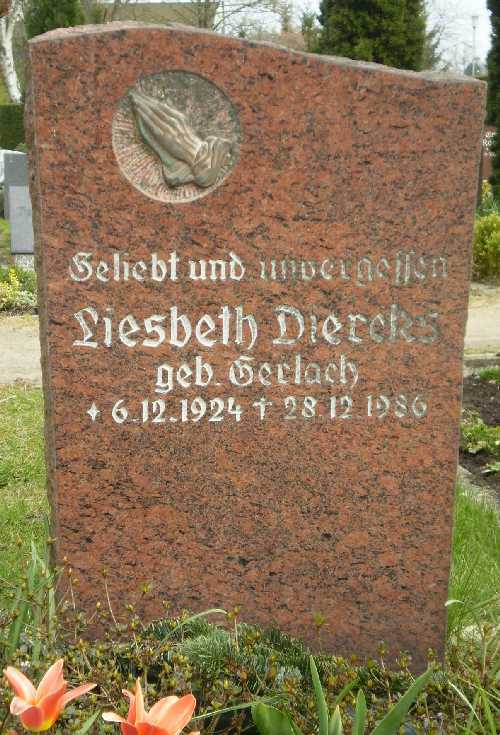 Geliebt und unvergessen
Liesbeth Diercks
geb. Gerlach
✦ 6.12.1924 ✝ 28.12.1986